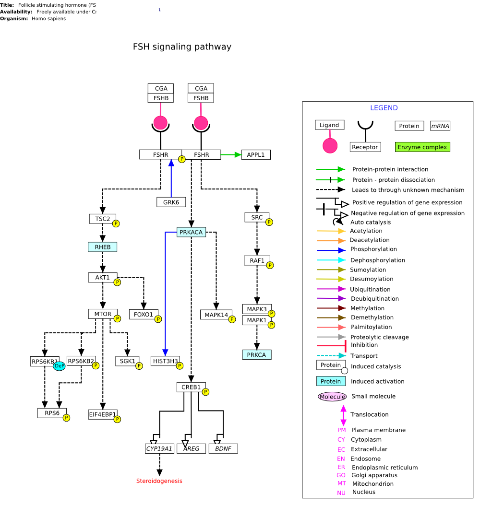 Title: Follicle stimulating hormone (FS
Availability: Freely available under Cr
Organism: Homo sapiens
FSH signaling pathway
CGA CGA
FSHB FSHB
FSHR P FSHR APPL1
GRK6
TSC2 P
SRC P
PRKACA
RHEB
RAF1 P
AKT1 P
MTOR P
FOXO1 P
MAPK14 P
MAPK3 P
MAPK1 P
RPS6KB1 RPS6KB2 P
SGK1 P
HIST3H3 P
PRKCA
CREB1 P
RPS6 P
EIF4EBP1 P
CYP19A1 AREG BDNF
Steroidogenesis
LEGEND
Ligand
Receptor
Protein mRNA
Enzyme complex
Protein-protein interaction
Protein - protein dissociation
Leads to through unknown mechanism
Positive regulation of gene expression
Negative regulation of gene expression
Auto catalysis
Acetylation
Deacetylation
Phosphorylation
Dephosphorylation
Sumoylation
Desumoylation
Ubiquitination
Deubiquitination
Methylation
Demethylation
Palmitoylation
Proteolytic cleavage
Inhibition
Transport
Protein Induced catalysis
Protein Induced activation
Molecule Small molecule
Translocation
PM Plasma membrane
CY Cytoplasm
EC Extracellular
EN Endosome
ER Endoplasmic reticulum
GO Golgi apparatus
MT Mitochondrion
NU Nucleus